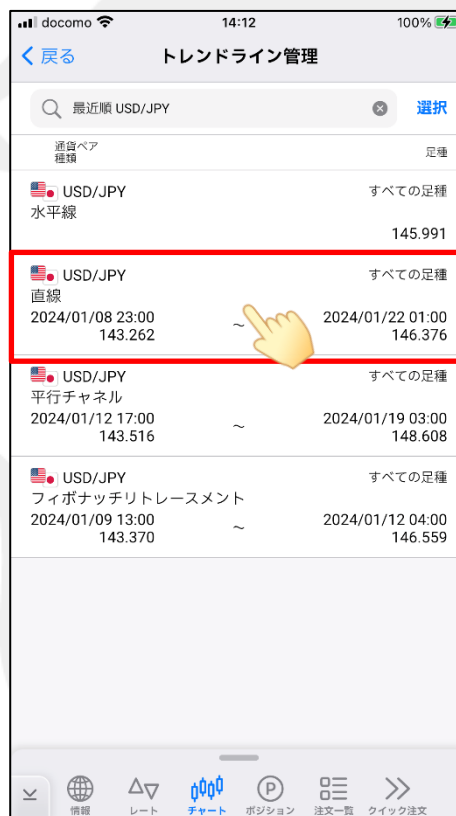 docomo 14:12 100%
戻る トレンドライン管理
最近順 USD/JPY 選択
通貨ペア
種類 足種
USD/JPY すべての足種
水平線
145.991
USD/JPY すべての足種
直線
2024/01/08 23:00 ~ 2024/01/22 01:00
143.262 146.376
USD/JPY すべての足種
平行チャネル
2024/01/12 17:00 ~ 2024/01/19 03:00
143.516 148.608
USD/JPY すべての足種
フィボナッチリトレースメント
2024/01/09 13:00 ~ 2024/01/12 04:00
143.370 146.559
P
情報 レート チャート ポジション 注文一覧 クイック注文